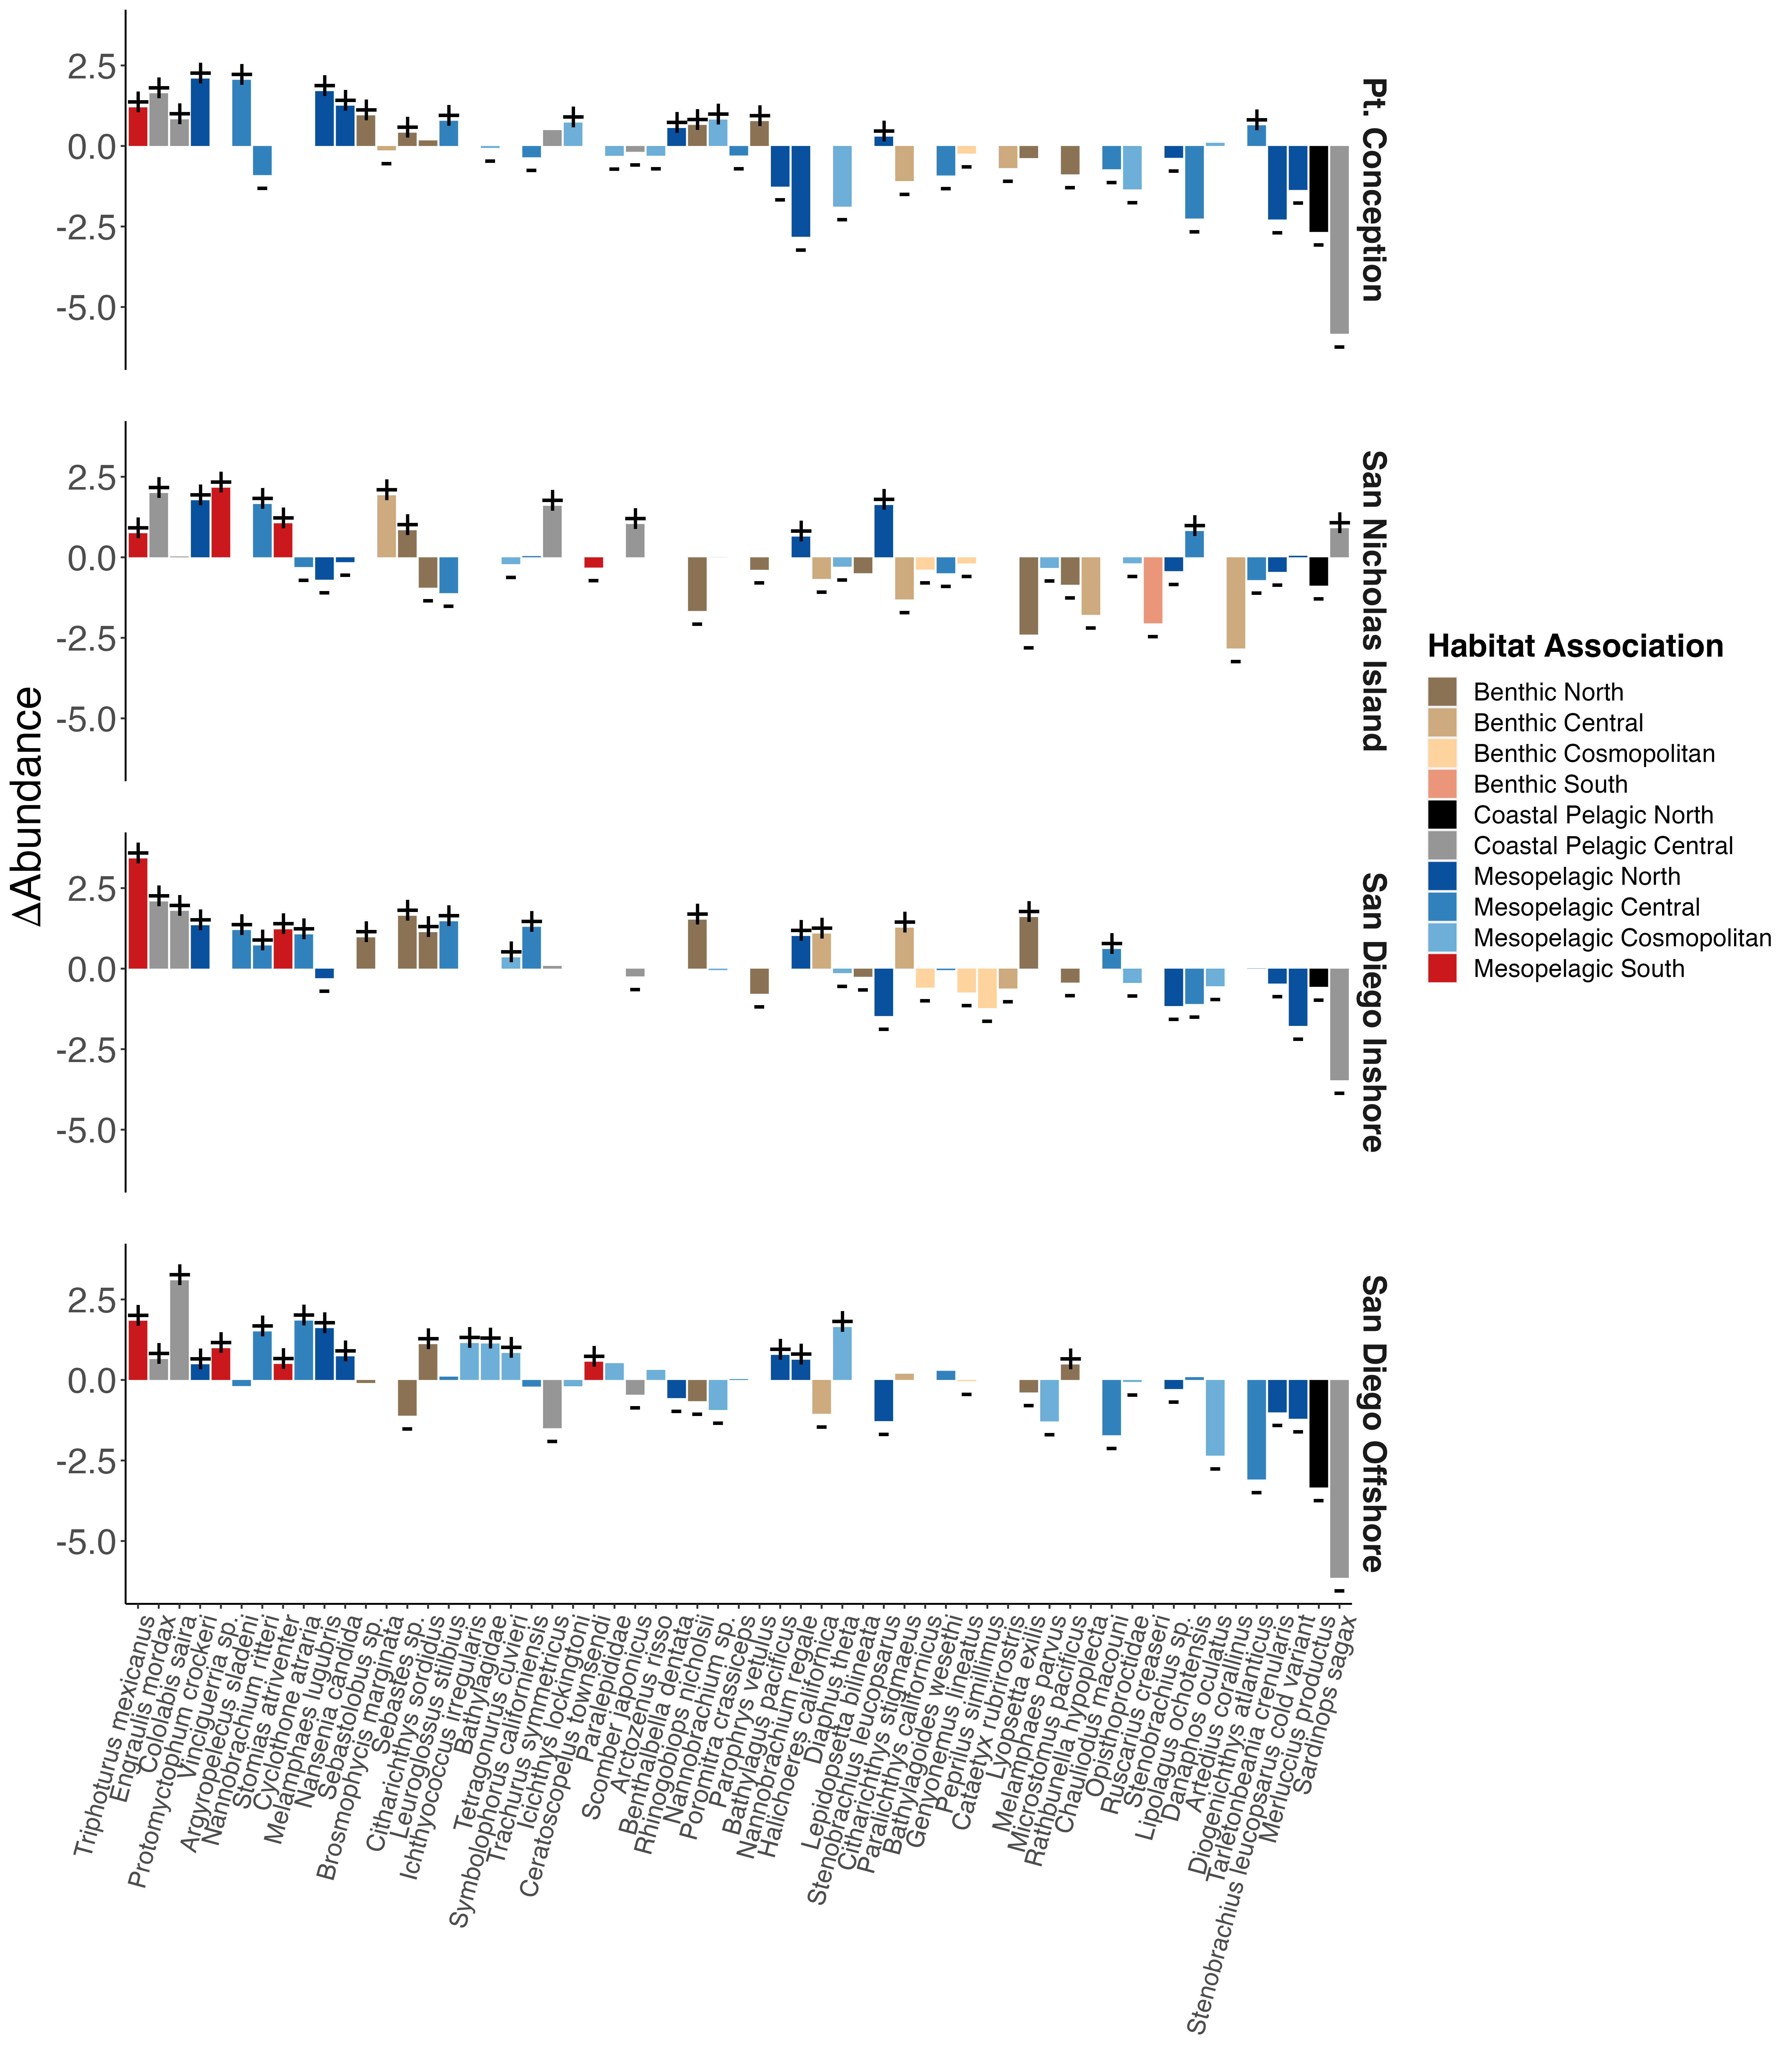 ΔAbundance
2.5
0.0
-2.5
-5.0
Pt. Conception
2.5
0.0
-2.5
-5.0
San Nicholas Island
2.5
0.0
-2.5
-5.0
San Diego Inshore
2.5
0.0
-2.5
-5.0
San Diego Offshore
Triphoturus mexicanus
Engraulis mordax
Cololabis saira
Protomyctophum crockeri
Vinciguerria sp.
Argyropelecus sladeni
Nannobrachium ritteri
Stomias atriventer
Cyclothone atraria
Melamphaes lugubris
Nansenia candida
Sebastolobus sp.
Brosmophycis marginata
Sebastes sp.
Citharichthys sordidus
Leuroglossus stilbius
Ichthyococcus irregularis
Bathylagidae
Tetragonurus cuvieri
Symbolophorus californiensis
Trachurus symmetricus
Icichthys lockingtoni
Ceratoscopelus townsendi
Paralepididae
Scomber japonicus
Arctozenus risso
Benthalbella dentata
Rhinogobiops nicholsii
Nannobrachium sp.
Poromitra crassiceps
Parophrys vetulus
Bathylagus pacificus
Nannobrachium regale
Halichoeres californica
Diaphus theta
Lepidopsetta bilineata
Stenobrachius leucopsarus
Citharichthys stigmaeus
Paralichthys californicus
Bathylagoides wesethi
Genyonemus lineatus
Peprilus simillimus
Cataetyx rubrirostris
Lyopsetta exilis
Melamphaes parvus
Microstomus pacificus
Rathbunella hypoplecta
Chauliodus macouni
Opisthoproctidae
Ruscarius creaseri
Stenobrachius sp.
Lipolagus ochotensis
Danaphos oculatus
Artedius corallinus
Diogenichthys atlanticus
Tarletonbeania crenularis
Stenobrachius leucopsarus cold variant
Merluccius productus
Sardinops sagax
Habitat Association
Benthic North
Benthic Central
Benthic Cosmopolitan
Benthic South
Coastal Pelagic North
Coastal Pelagic Central
Mesopelagic North
Mesopelagic Central
Mesopelagic Cosmopolitan
Mesopelagic South